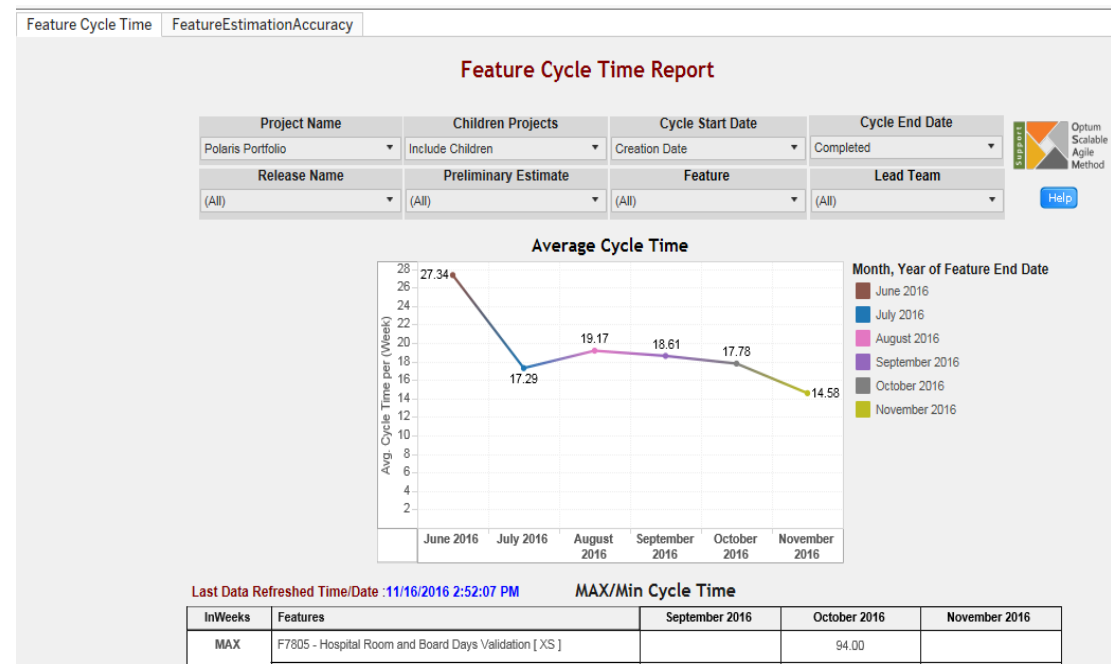 Feature Cycle Time
FeatureEstimationAccuracy
Feature Cycle Time Report
Project Name
Children Projects
Cycle Start Date
Cycle End Date
Polaris Portfolio
Include Children
Creation Date
Completed
Release Name
Preliminary Estimate
Feature
Lead Team
(All)
(All)
(All)
(All)
Support
Optum
Scalable
Agile
Method
Help
Average Cycle Time
Avg. Cycle Time per (Week)
28
26
24
22
20
18
16
14
12
10
8
6
4
2
27.34
17.29
19.17
18.61
17.78
14.58
June 2016
July 2016
August
2016
September
2016
October
2016
November
2016
Month, Year of Feature End Date
June 2016
July 2016
August 2016
September 2016
October 2016
November 2016
Last Data Refreshed Time/Date :11/16/2016 2:52:07 PM
MAX/Min Cycle Time
InWeeks Features September 2016 October 2016 November 2016
MAX F7805 - Hospital Room and Board Days Validation [ XS ] 94.00